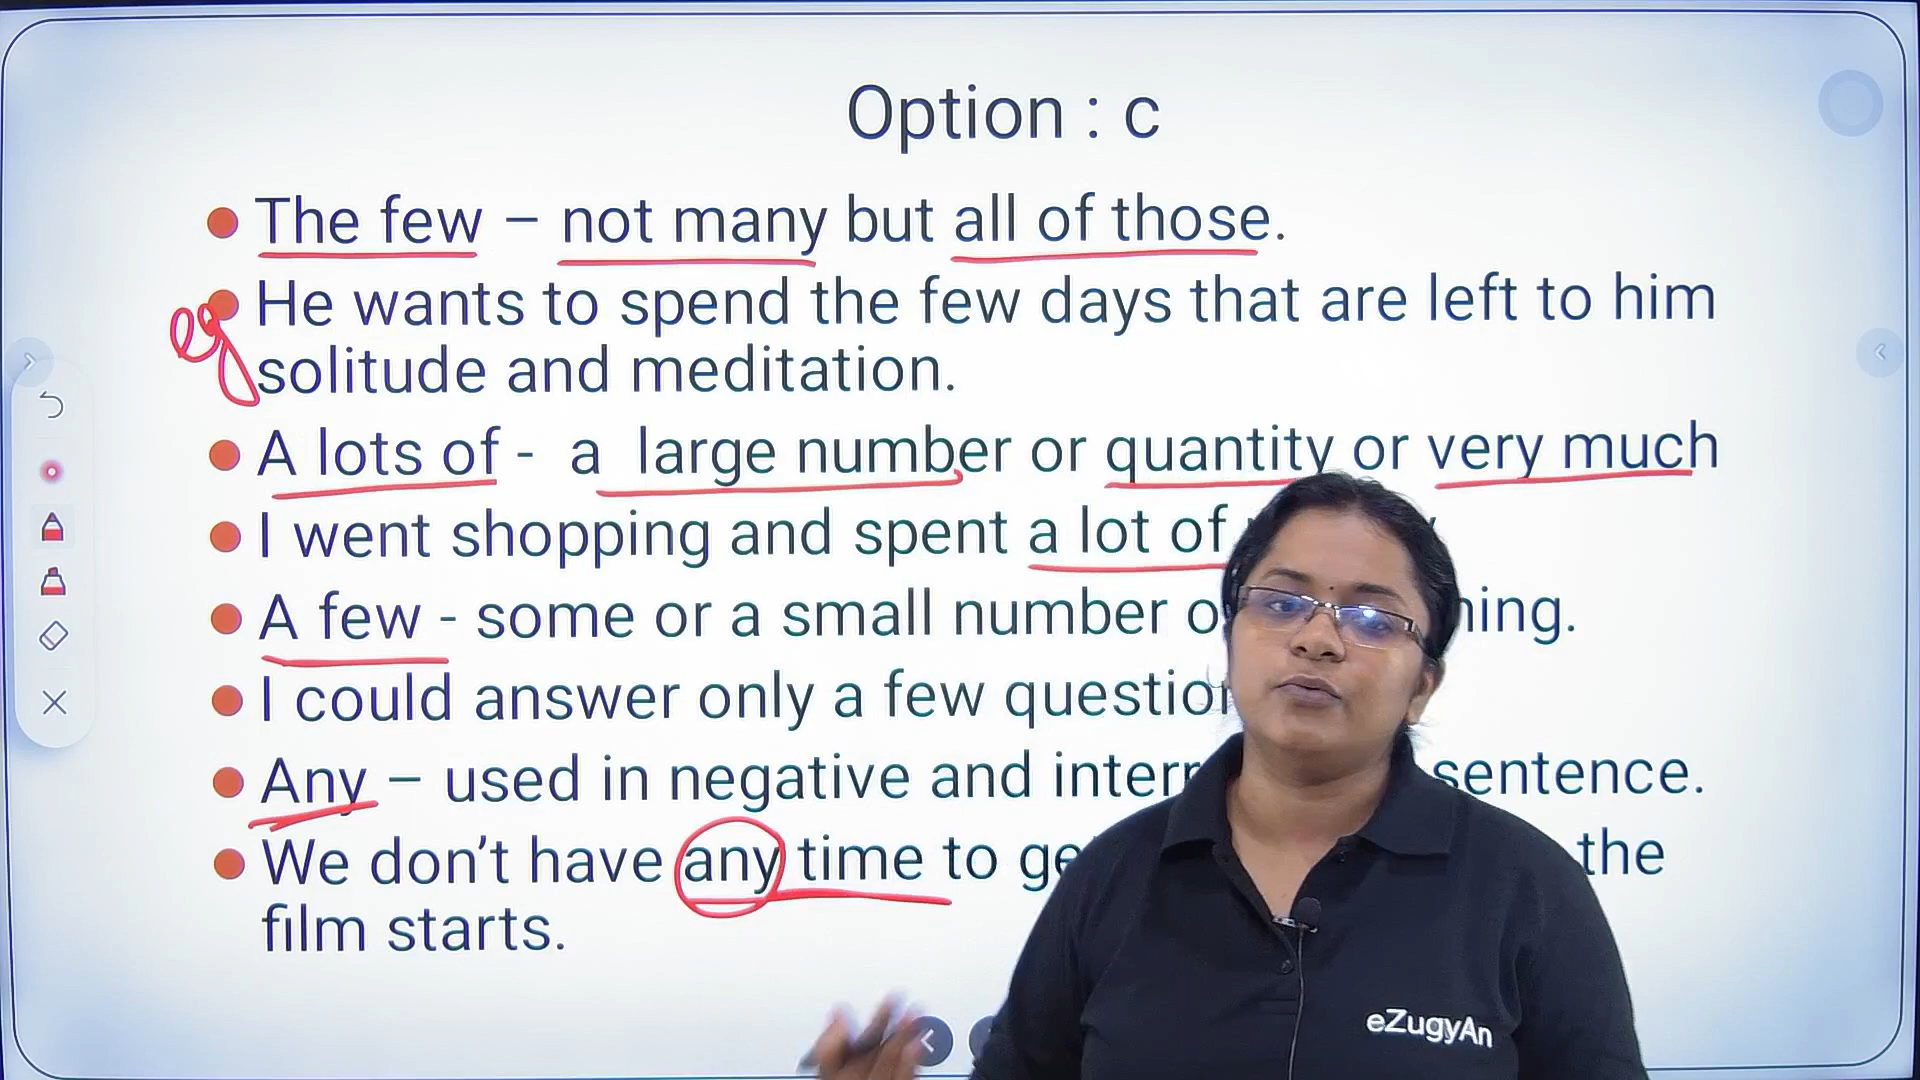 Option : c
The few – not many but all of those.
eg
He wants to spend the few days that are left to him
solitude and meditation.
A lots of - a large number or quantity or very much
I went shopping and spent a lot of
A few - some or a small number
I could answer only a few
Any – used in negative and sentence.
We don't have any time to the
film starts.
eZugyAn